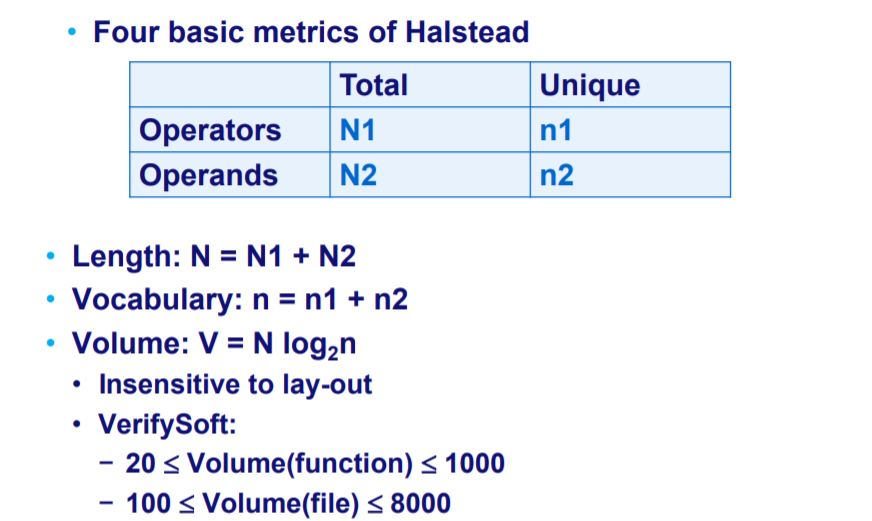 • Four basic metrics of Halstead
Total Unique
Operators N1 n1
Operands N2 n2
• Length: N = N1 + N2
• Vocabulary: n = n1 + n2
• Volume: V = N log₂n
• Insensitive to lay-out
• VerifySoft:
− 20 ≤ Volume(function) ≤ 1000
− 100 ≤ Volume(file) ≤ 8000